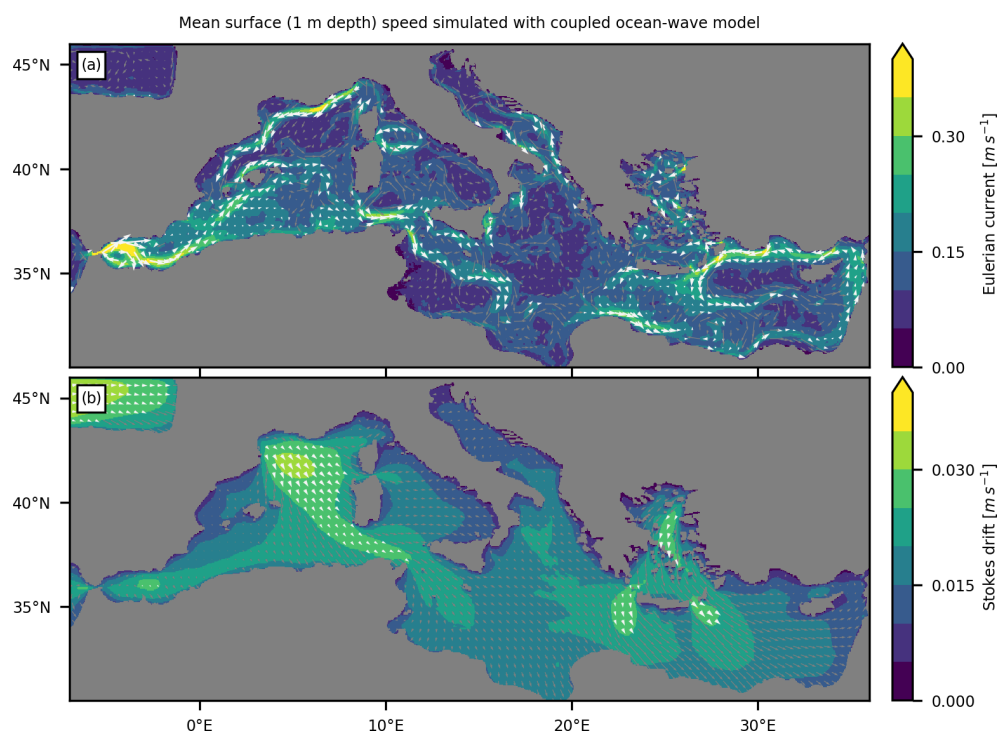 Mean surface (1 m depth) speed simulated with coupled ocean-wave model
(a)
45°N
40°N
35°N
0.30
0.15
0.00
Eulerian current [m s⁻¹]
(b)
45°N
40°N
35°N
0°E
10°E
20°E
30°E
0.030
0.015
0.000
Stokes drift [m s⁻¹]